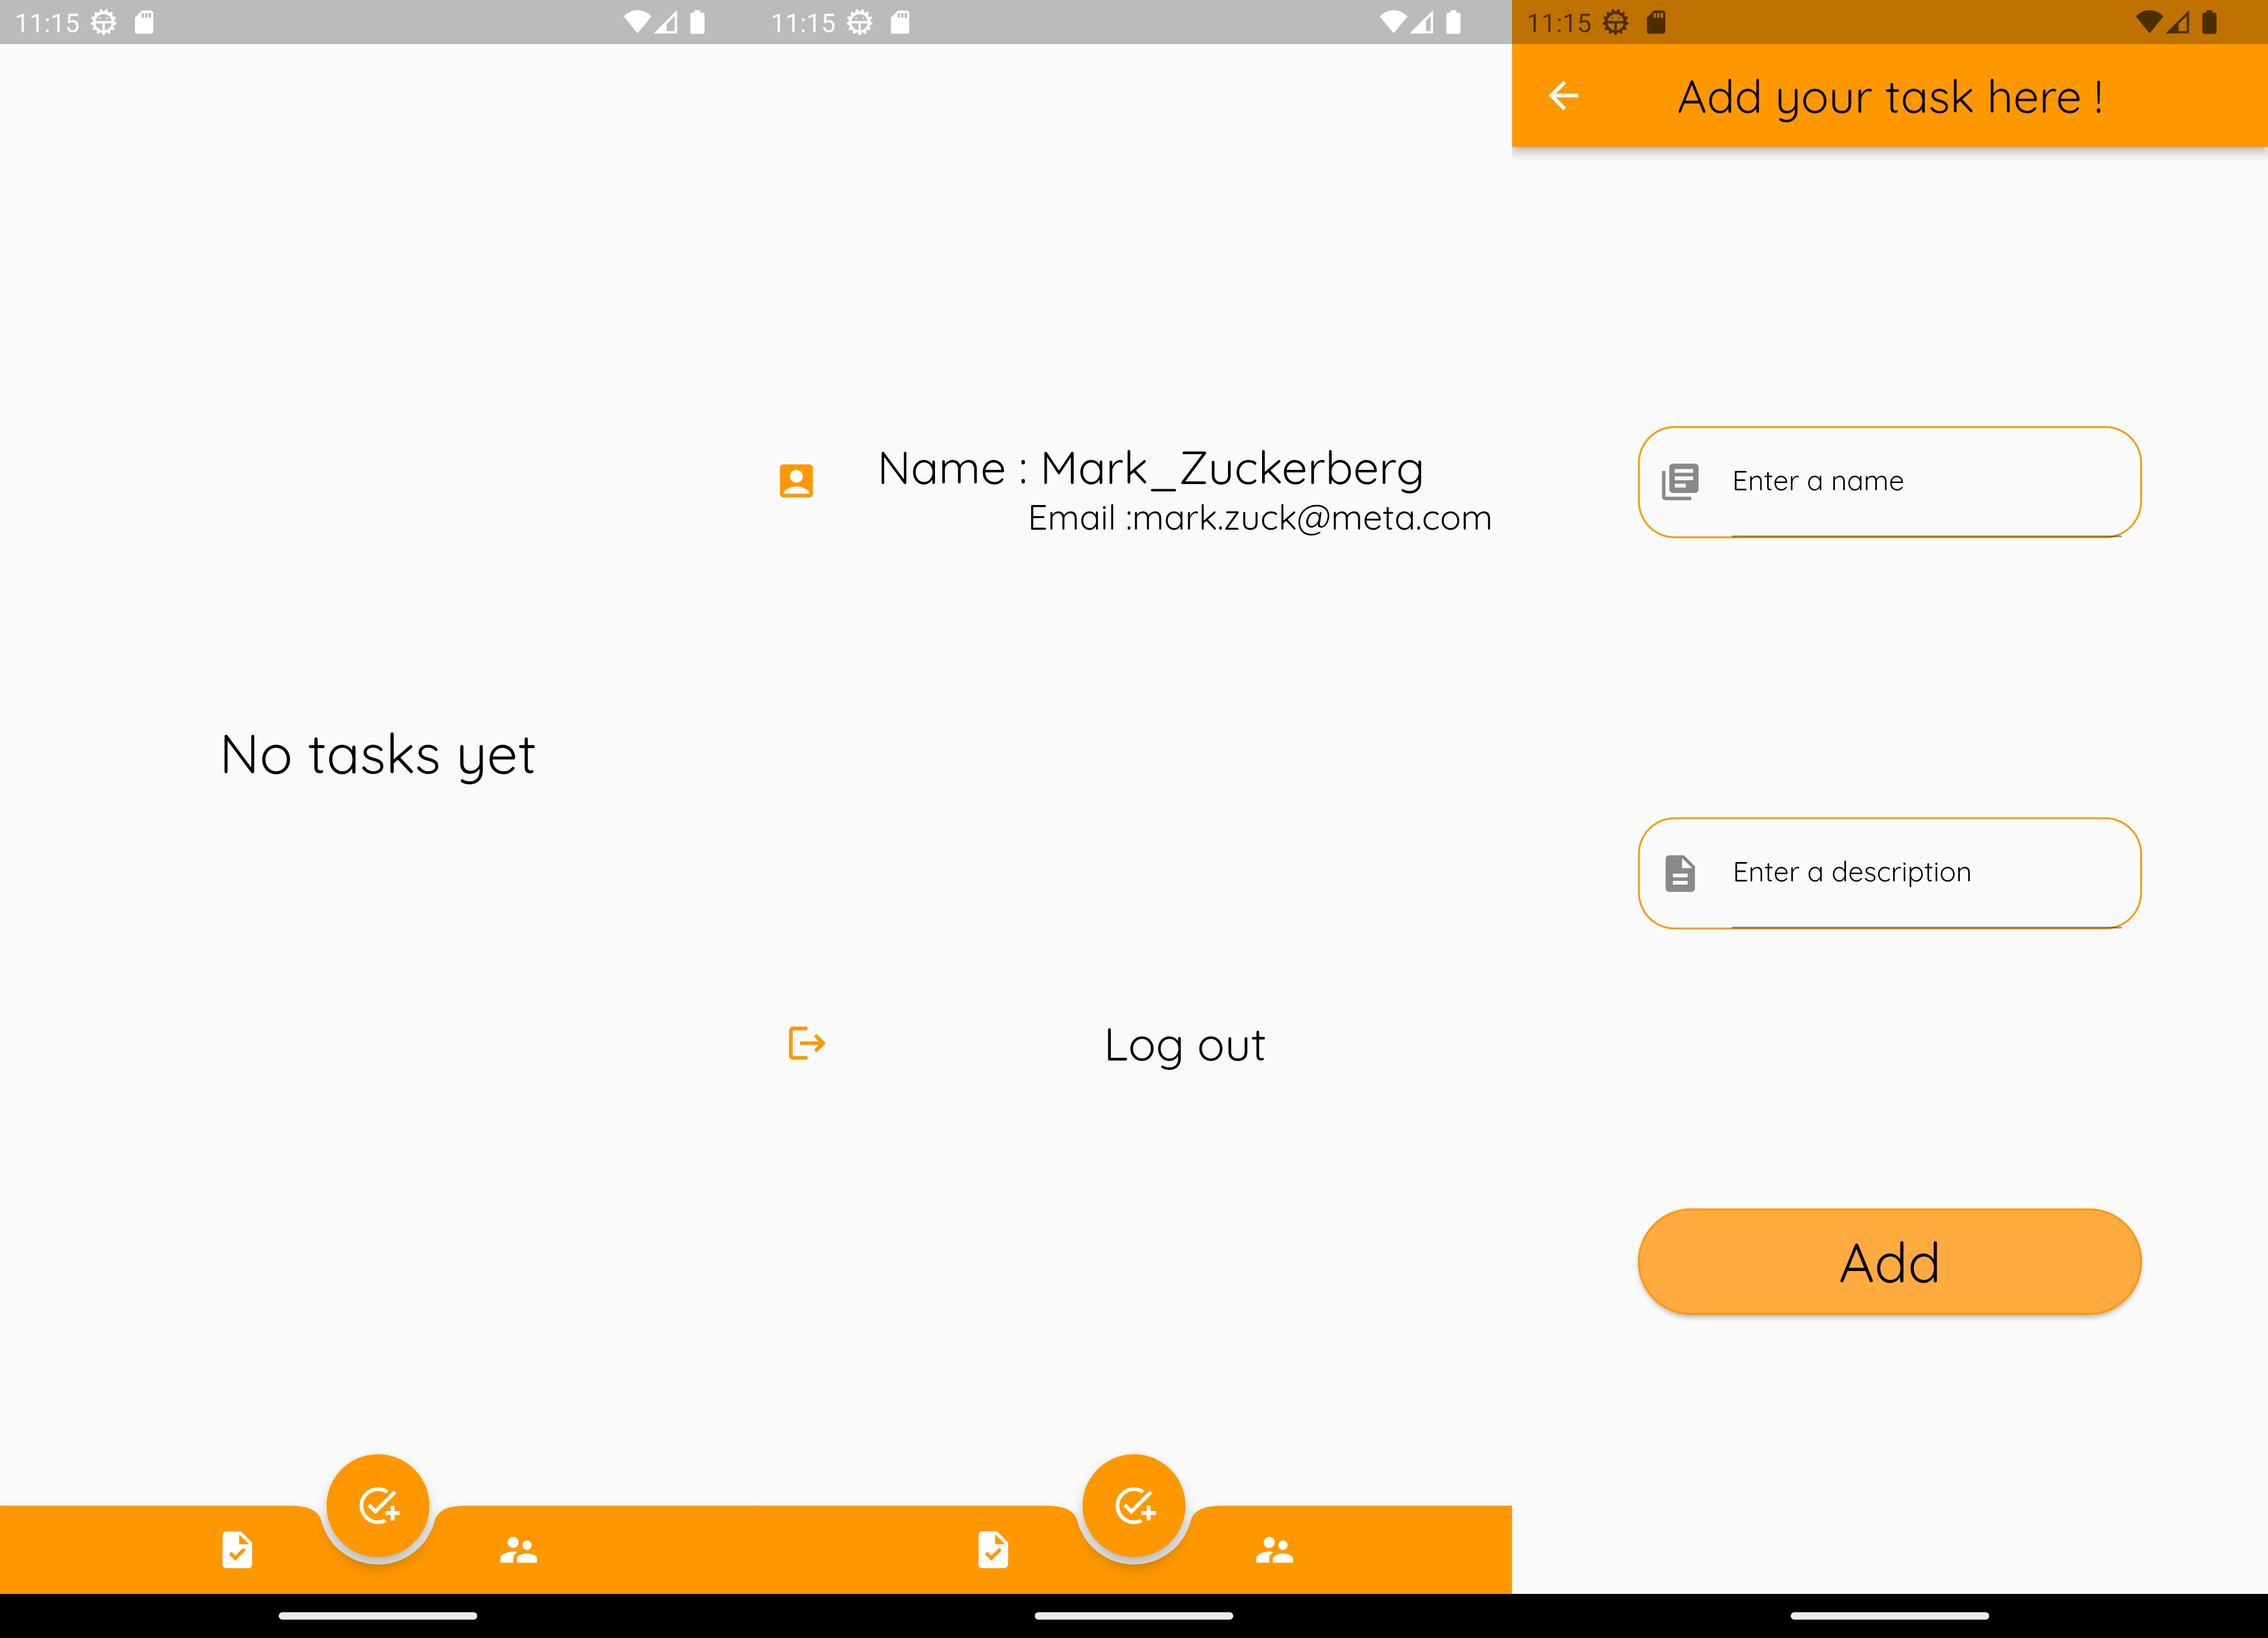 11:15
No tasks yet
11:15
Name : Mark_Zuckerberg
Email :mark.zuck@meta.com
Log out
11:15
Add your task here !
Enter a name
Enter a description
Add